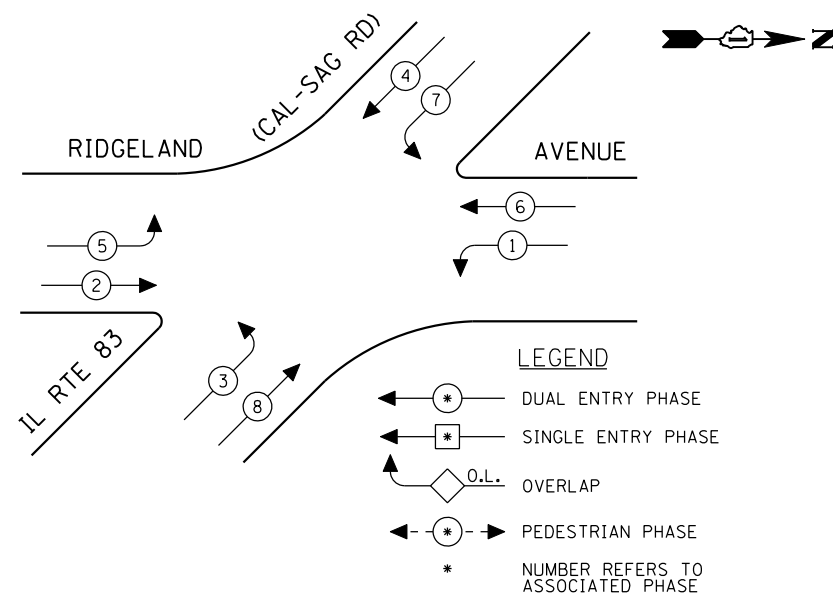 (CAL-SAG RD)
N
RIDGELAND
AVENUE
4
7
6
5
1
2
IL RTE 83
3
8
LEGEND
* DUAL ENTRY PHASE
* SINGLE ENTRY PHASE
O.L. OVERLAP
* PEDESTRIAN PHASE
* NUMBER REFERS TO
ASSOCIATED PHASE